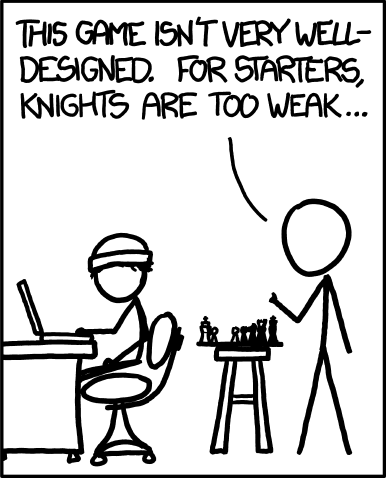 THIS GAME ISN'T VERY WELL-
DESIGNED. FOR STARTERS,
KNIGHTS ARE TOO WEAK...